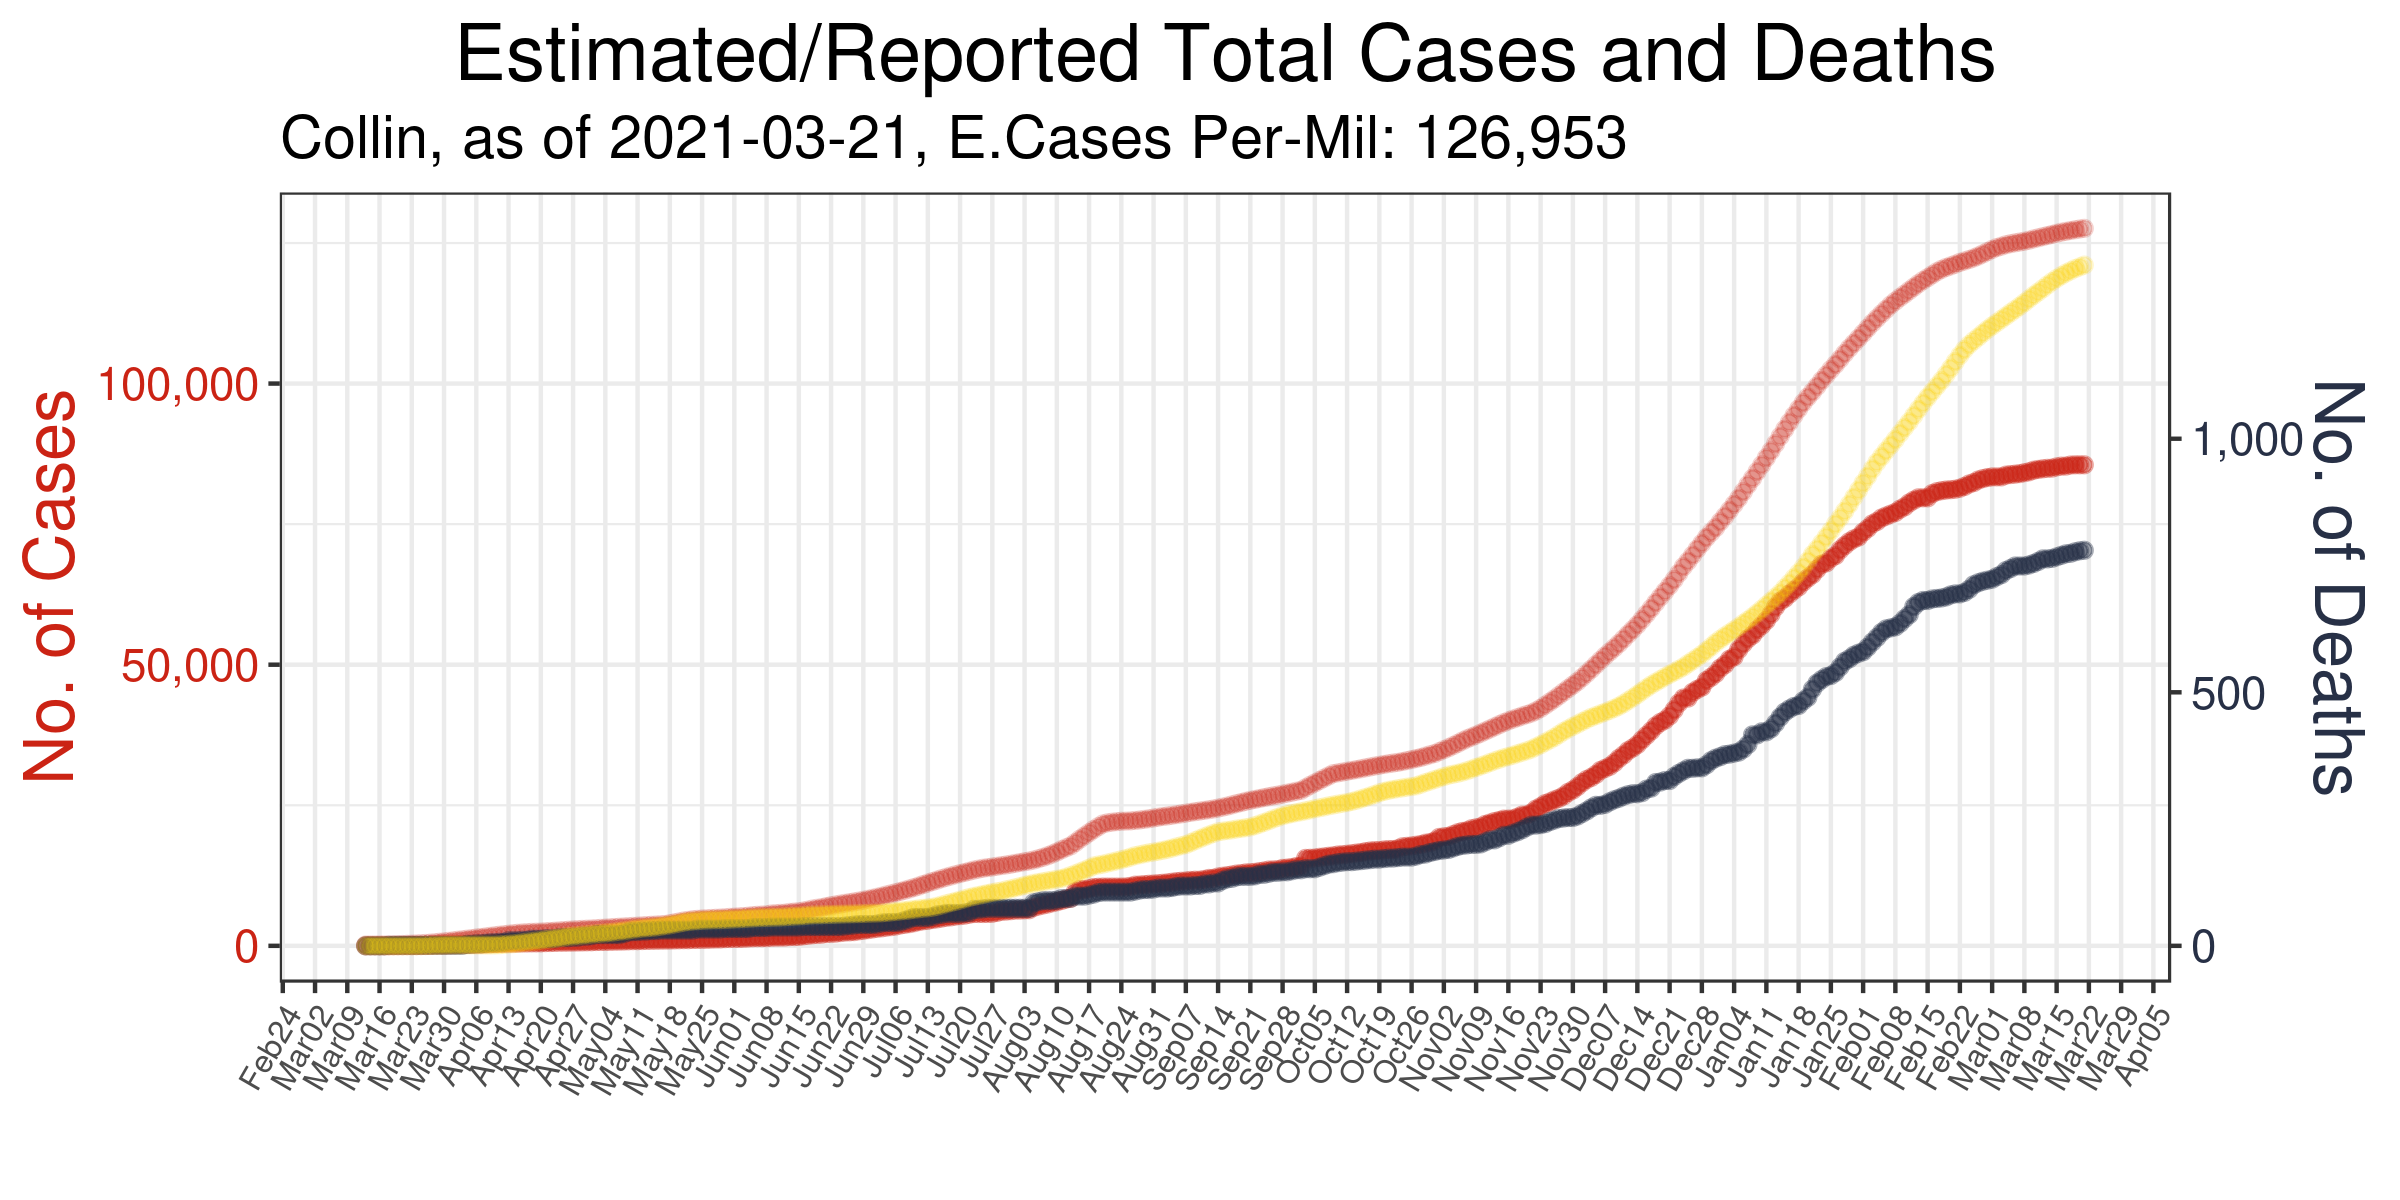 Estimated/Reported Total Cases and Deaths
Collin, as of 2021-03-21, E.Cases Per-Mil: 126,953
No. of Cases
100,000
50,000
0
1,000
500
0
No. of Deaths
Feb24
Mar02
Mar09
Mar16
Mar23
Mar30
Apr06
Apr13
Apr20
Apr27
May04
May11
May18
May25
Jun01
Jun08
Jun15
Jun22
Jun29
Jul06
Jul13
Jul20
Jul27
Aug03
Aug10
Aug17
Aug24
Aug31
Sep07
Sep14
Sep21
Sep28
Oct05
Oct12
Oct19
Oct26
Nov02
Nov09
Nov16
Nov23
Nov30
Dec07
Dec14
Dec21
Dec28
Jan04
Jan11
Jan18
Jan25
Feb01
Feb08
Feb15
Feb22
Mar01
Mar08
Mar15
Mar22
Mar29
Apr05